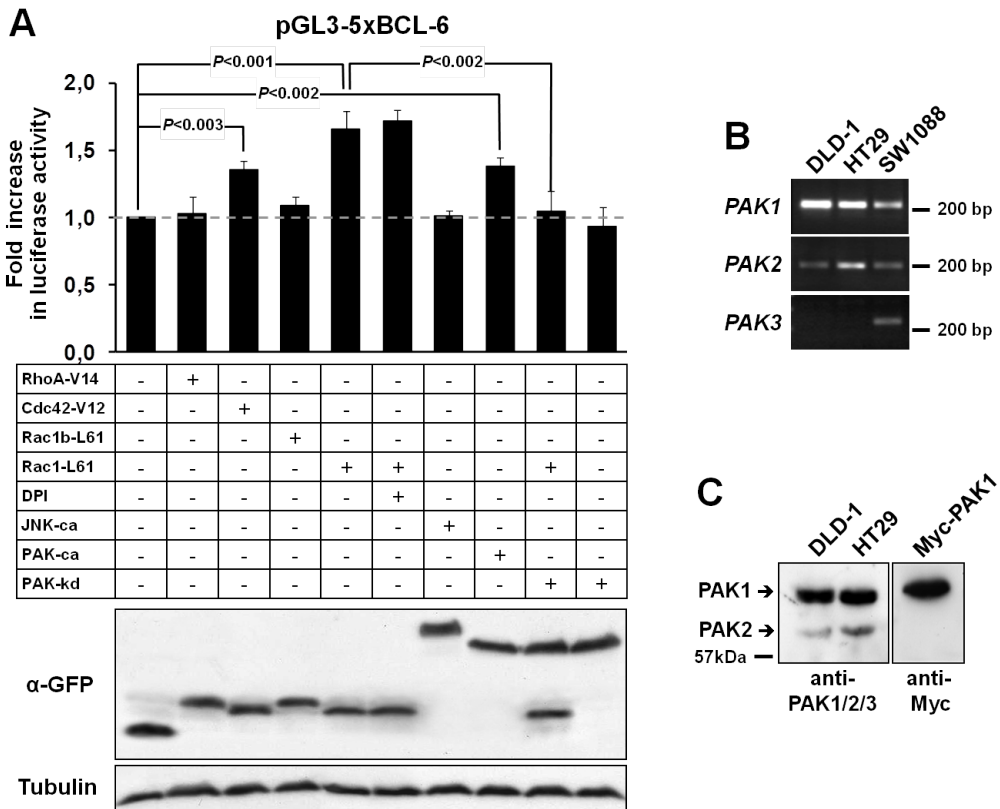 A
pGL3-5xBCL-6
P<0.001
P<0.002
P<0.002
P<0.003
Fold increase
in luciferase activity
2,0
1,5
1,0
0,5
0,0
RhoA-V14 - + - - - - - - - -
Cdc42-V12 - - + - - - - - - -
Rac1b-L61 - - - + - - - - - -
Rac1-L61 - - - - + + - - + -
DPI - - - - - + - - - -
JNK-ca - - - - - - + - - -
PAK-ca - - - - - - - + - -
PAK-kd - - - - - - - - + +
α-GFP
Tubulin
B
DLD-1 HT29 SW1088
PAK1 200 bp
PAK2 200 bp
PAK3 200 bp
C
DLD-1 HT29 Myc-PAK1
PAK1
PAK2
57kDa
anti-
PAK1/2/3
anti-
Myc